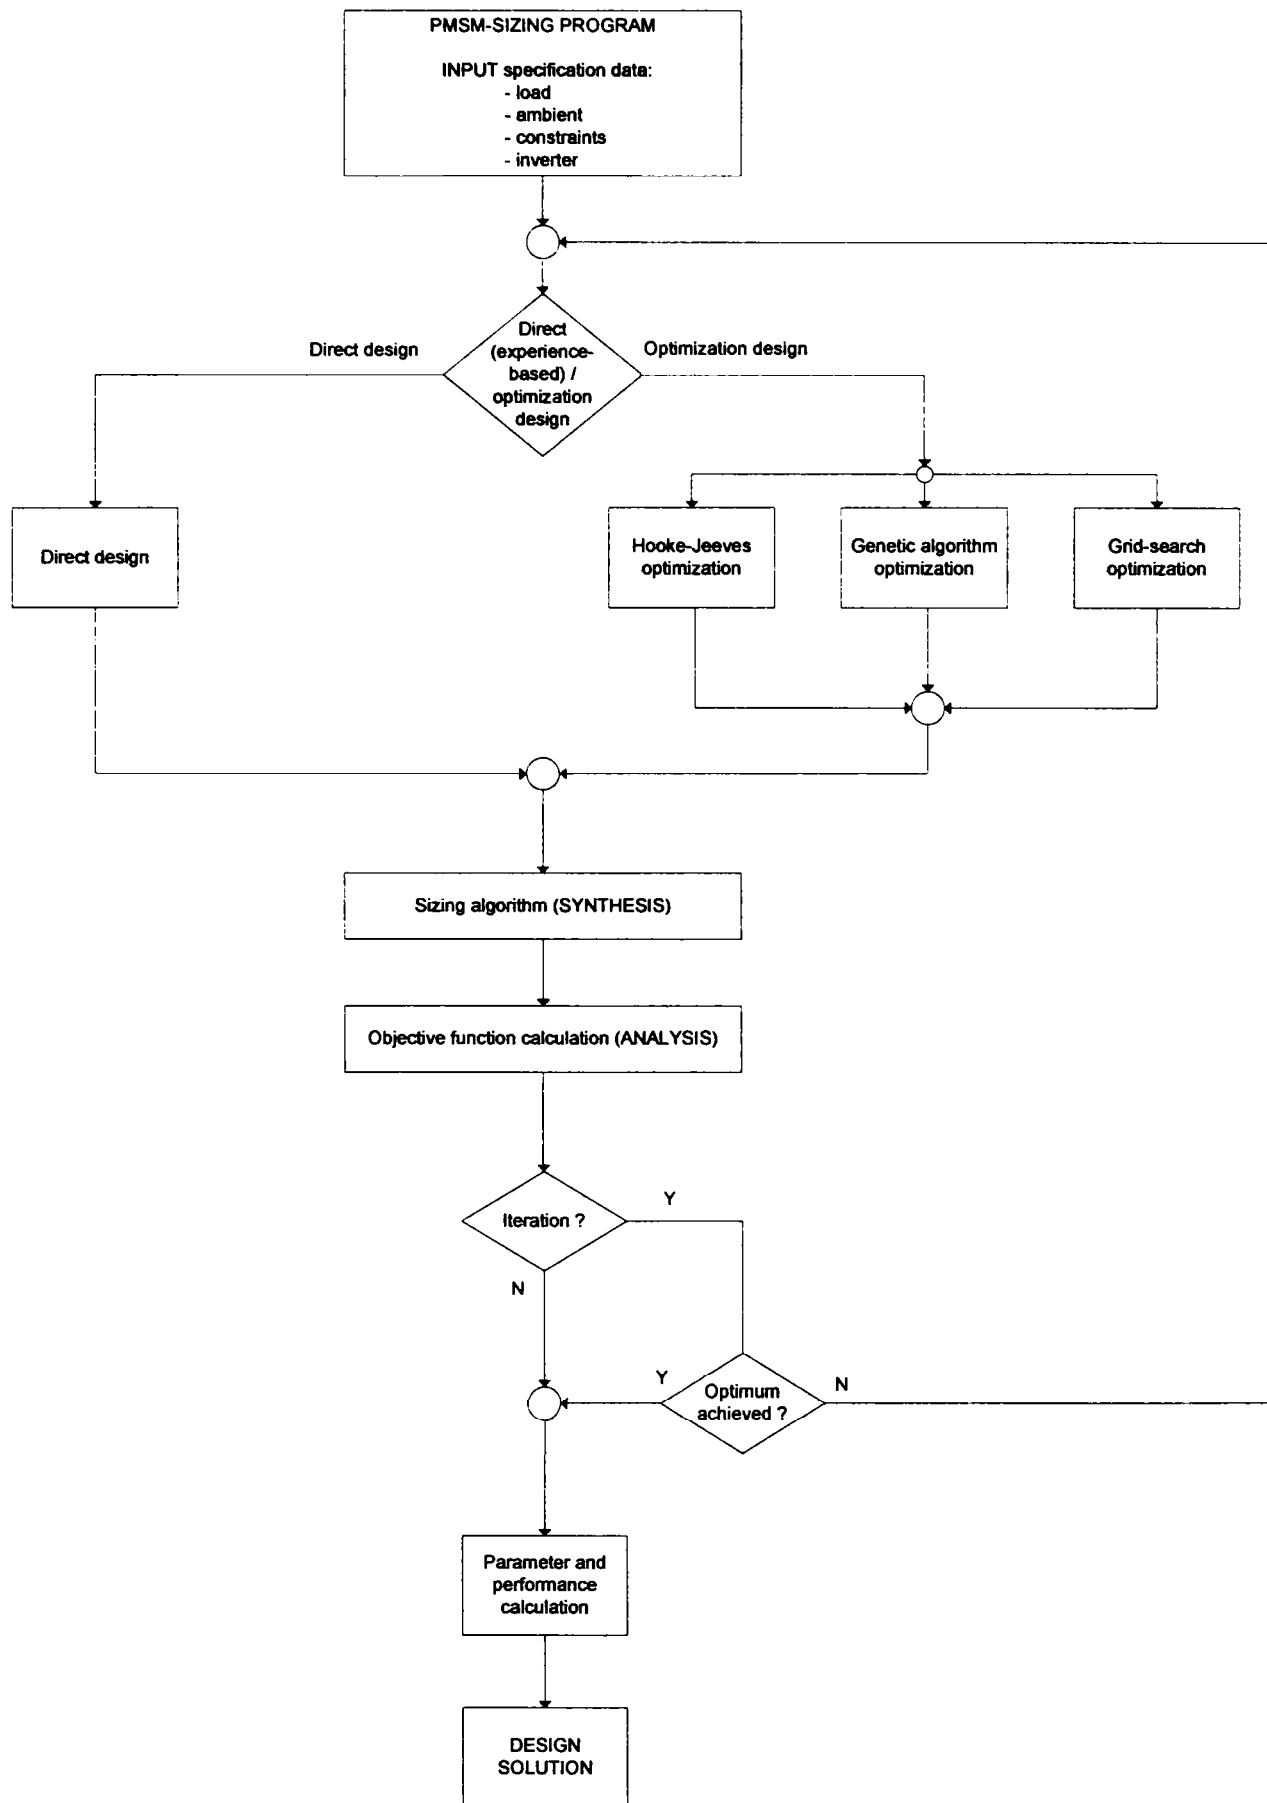 PMSM-SIZING PROGRAM
INPUT specification data:
- load
- ambient
- constraints
- inverter
Direct
(experience-
based) /
optimization
design
Direct design
Optimization design
Direct design
Hooke-Jeeves
optimization
Genetic algorithm
optimization
Grid-search
optimization
Sizing algorithm (SYNTHESIS)
Objective function calculation (ANALYSIS)
Iteration ?
Y
N
Optimum
achieved ?
Y
N
Parameter and
performance
calculation
DESIGN
SOLUTION